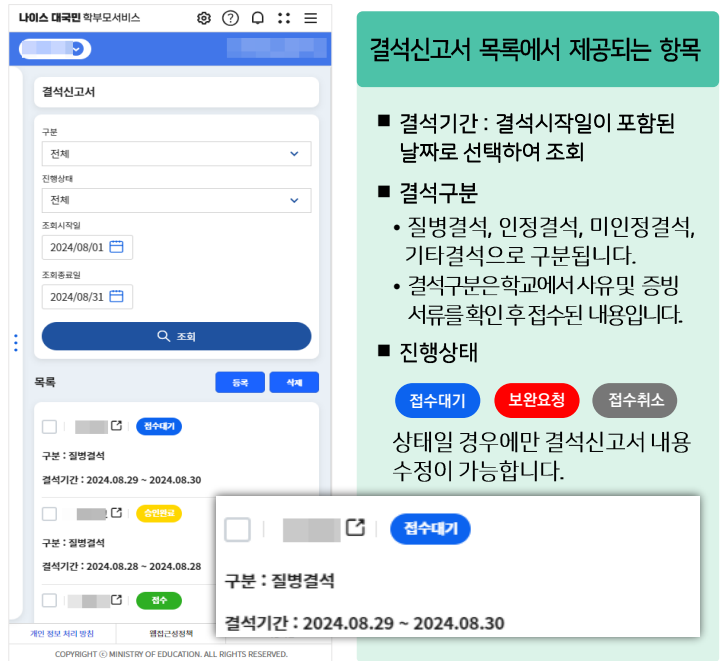 나이스 대국민 학부모서비스
결석신고서
구분
전체
진행상태
전체
조회시작일
2024/08/01
조회종료일
2024/08/31
조회
목록
등록
삭제
접수대기
구분 : 질병결석
결석기간 : 2024.08.29 ~ 2024.08.30
승인완료
구분 : 질병결석
결석기간 : 2024.08.28 ~ 2024.08.28
접수
개인 정보 처리 방침
웹접근성정책
COPYRIGHT ⓒ MINISTRY OF EDUCATION. ALL RIGHTS RESERVED.
결석신고서 목록에서 제공되는 항목
■ 결석기간 : 결석시작일이 포함된
날짜로 선택하여 조회
■ 결석구분
• 질병결석, 인정결석, 미인정결석,
기타결석으로 구분됩니다.
• 결석구분은학교에서사유및 증빙
서류를확인후접수된 내용입니다.
■ 진행상태
접수대기 보완요청 접수취소
상태일 경우에만 결석신고서 내용
수정이 가능합니다.
접수대기
구분 : 질병결석
결석기간 : 2024.08.29 ~ 2024.08.30